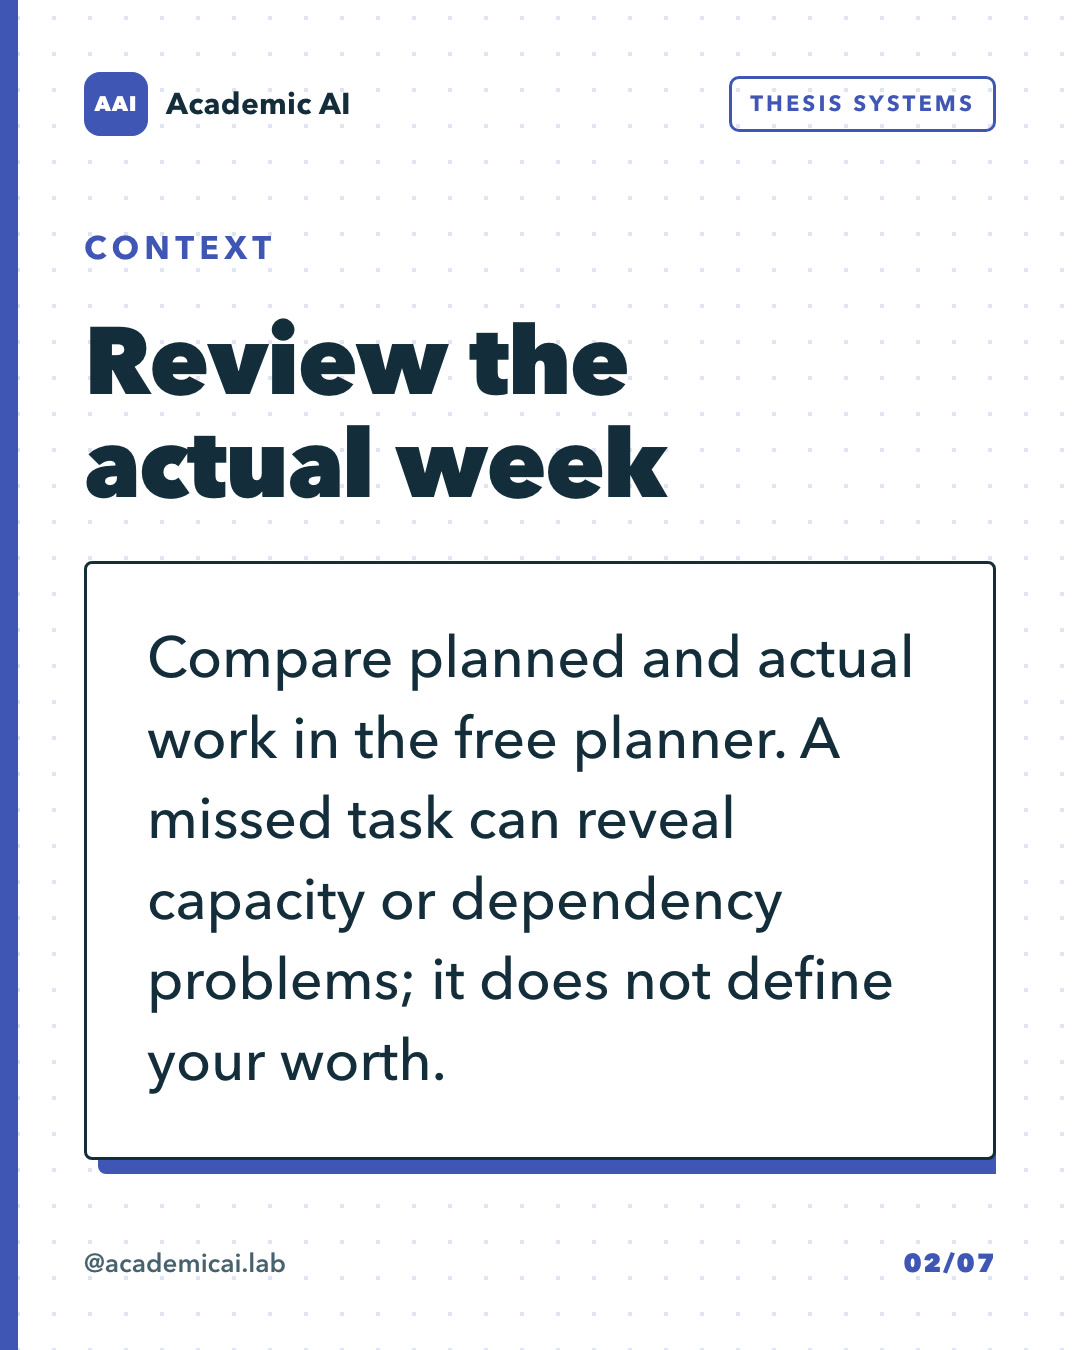 AAI Academic AI
THESIS SYSTEMS
CONTEXT
Review the
actual week
Compare planned and actual
work in the free planner. A
missed task can reveal
capacity or dependency
problems; it does not define
your worth.
@academicai.lab
02/07